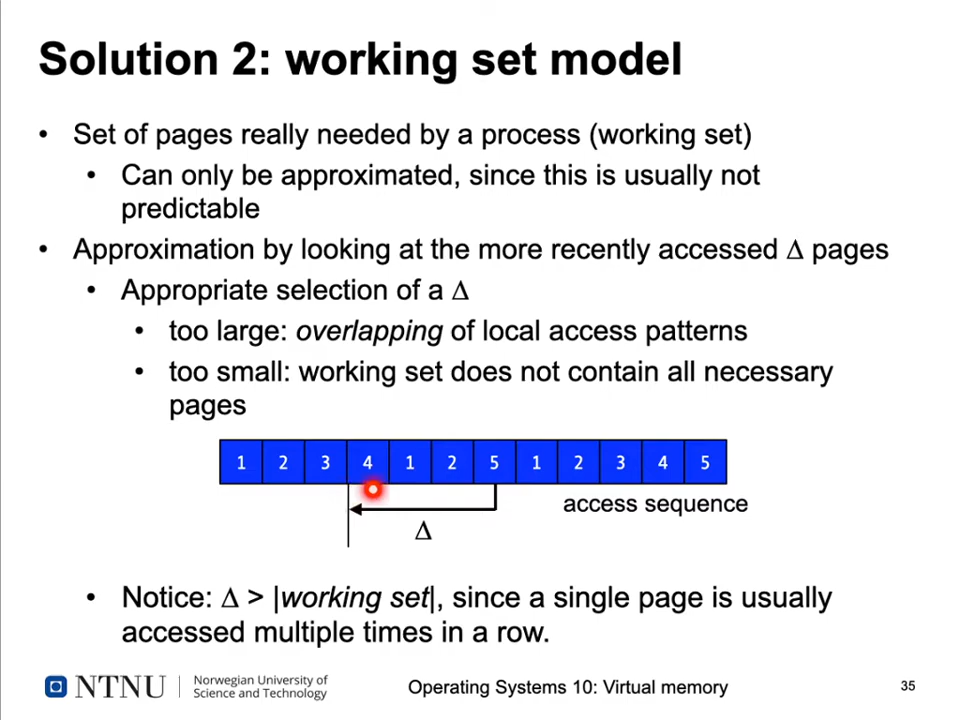 Solution 2: working set model
• Set of pages really needed by a process (working set)
• Can only be approximated, since this is usually not
predictable
• Approximation by looking at the more recently accessed Δ pages
• Appropriate selection of a Δ
• too large: overlapping of local access patterns
• too small: working set does not contain all necessary
pages
1 2 3 4 1 2 5 1 2 3 4 5
access sequence
Δ
• Notice: Δ > |working set|, since a single page is usually
accessed multiple times in a row.
NTNU
Norwegian University of
Science and Technology
Operating Systems 10: Virtual memory
35